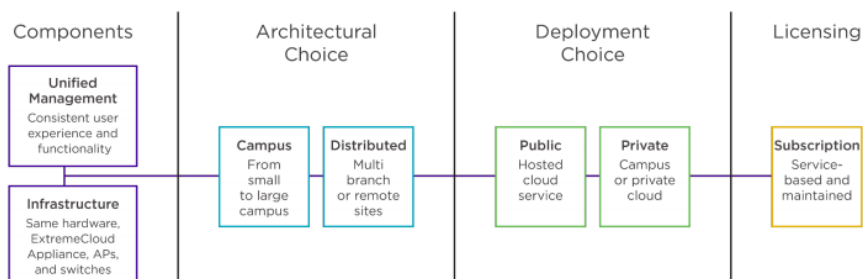 Components
Unified
Management
Consistent user
experience and
functionality
Infrastructure
Same hardware,
ExtremeCloud
Appliance, APs,
and switches
Architectural
Choice
Campus
From
small
to large
campus
Distributed
Multi
branch
or remote
sites
Deployment
Choice
Public
Hosted
cloud
service
Private
Campus
or private
cloud
Licensing
Subscription
Service-
based and
maintained